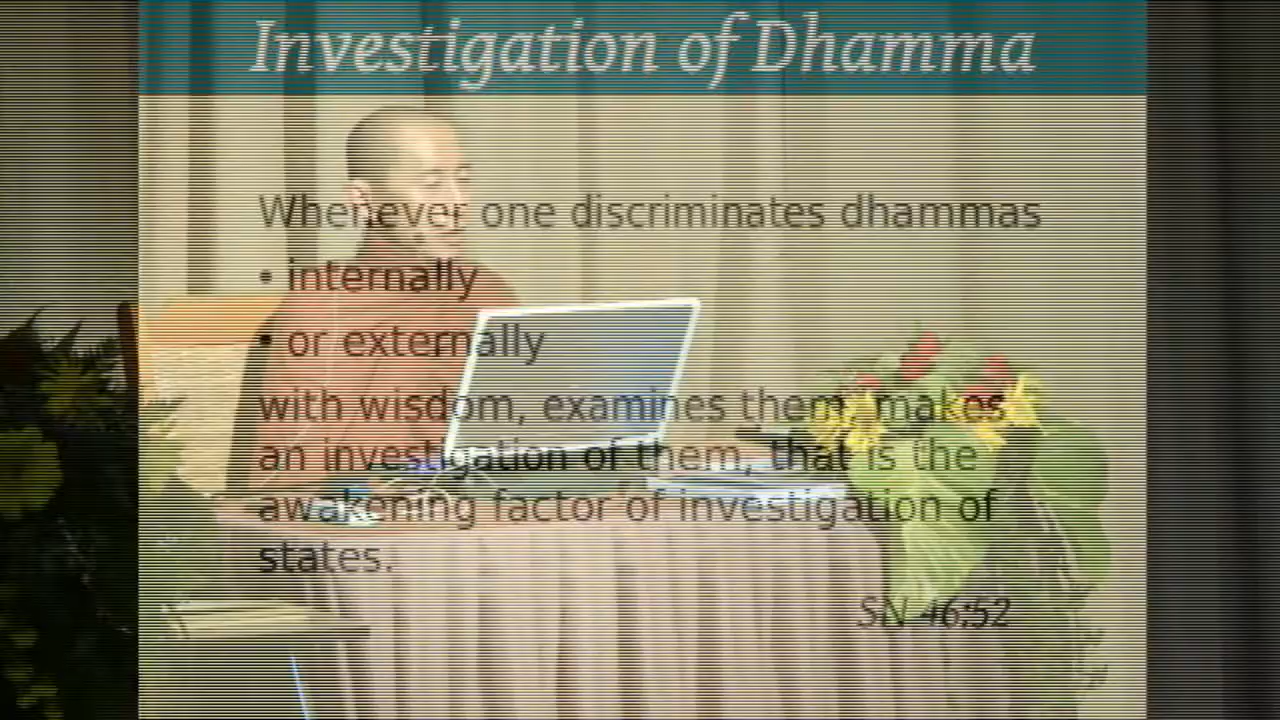 Investigation of Dhamma
Whenever one discriminates dhammas
• internally
• or externally
with wisdom, examines them, makes
an investigation of them, that is the
awakening factor of investigation of
states.
SN 46:52